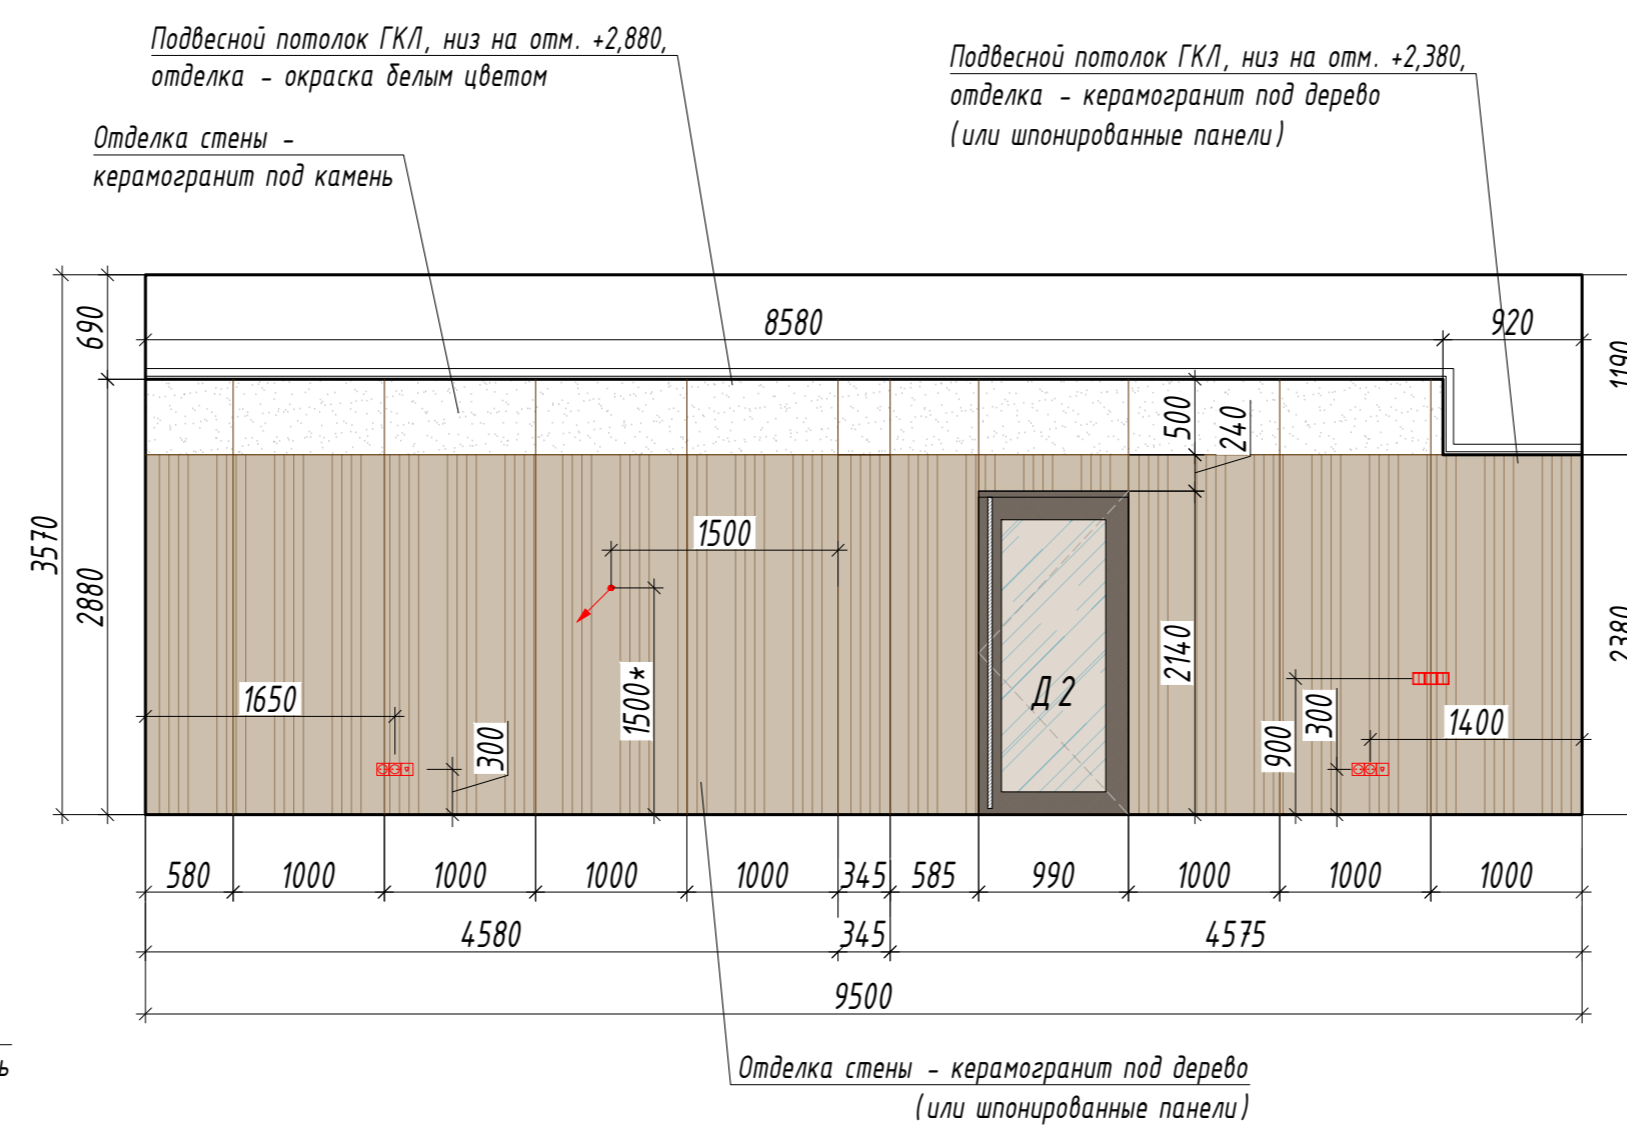 Подвесной потолок ГКЛ, низ на отм. +2,880,
отделка - окраска белым цветом
Подвесной потолок ГКЛ, низ на отм. +2,380,
отделка - керамогранит под дерево
(или шпонированные панели)
Отделка стены -
керамогранит под камень
690
8580
920
1190
500
240
3570
2880
1500
1500*
2140
2380
Д 2
1650
300
900
300
1400
580 1000 1000 1000 1000 345 585 990 1000 1000 1000
4580 345 4575
9500
ь
Отделка стены - керамогранит под дерево
(или шпонированные панели)